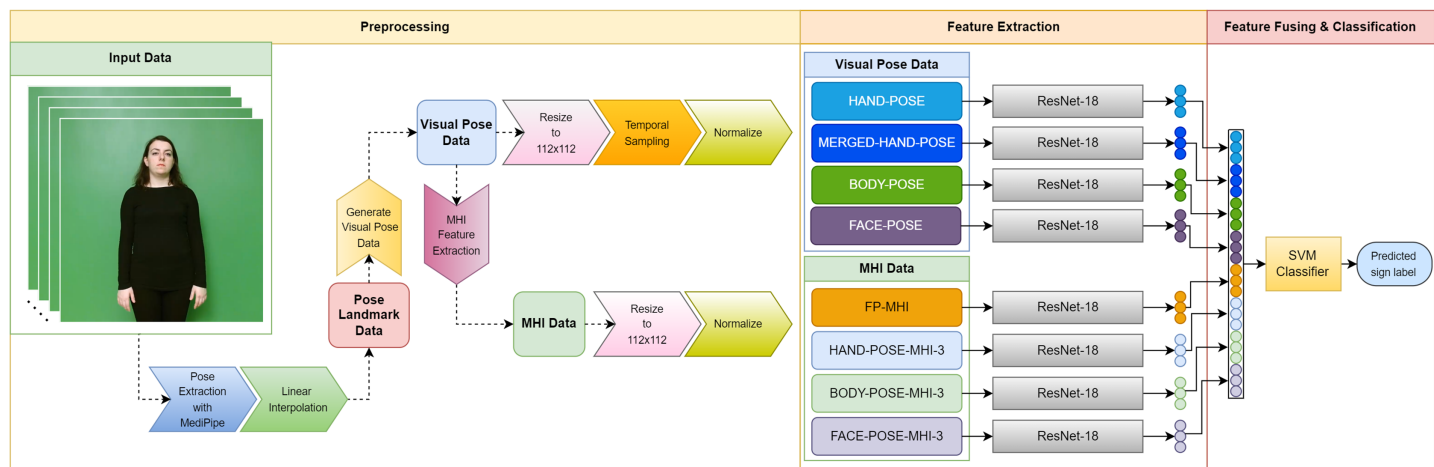 Preprocessing
Feature Extraction
Feature Fusing & Classification
Input Data
Pose
Extraction
with
MediPipe
Linear
Interpolation
Pose
Landmark
Data
Generate
Visual Pose
Data
Visual Pose
Data
Resize
to
112x112
Temporal
Sampling
Normalize
MHI
Feature
Extraction
MHI Data
Resize
to
112x112
Normalize
Visual Pose Data
HAND-POSE
ResNet-18
MERGED-HAND-POSE
ResNet-18
BODY-POSE
ResNet-18
FACE-POSE
ResNet-18
MHI Data
FP-MHI
ResNet-18
HAND-POSE-MHI-3
ResNet-18
BODY-POSE-MHI-3
ResNet-18
FACE-POSE-MHI-3
ResNet-18
SVM
Classifier
Predicted
sign label